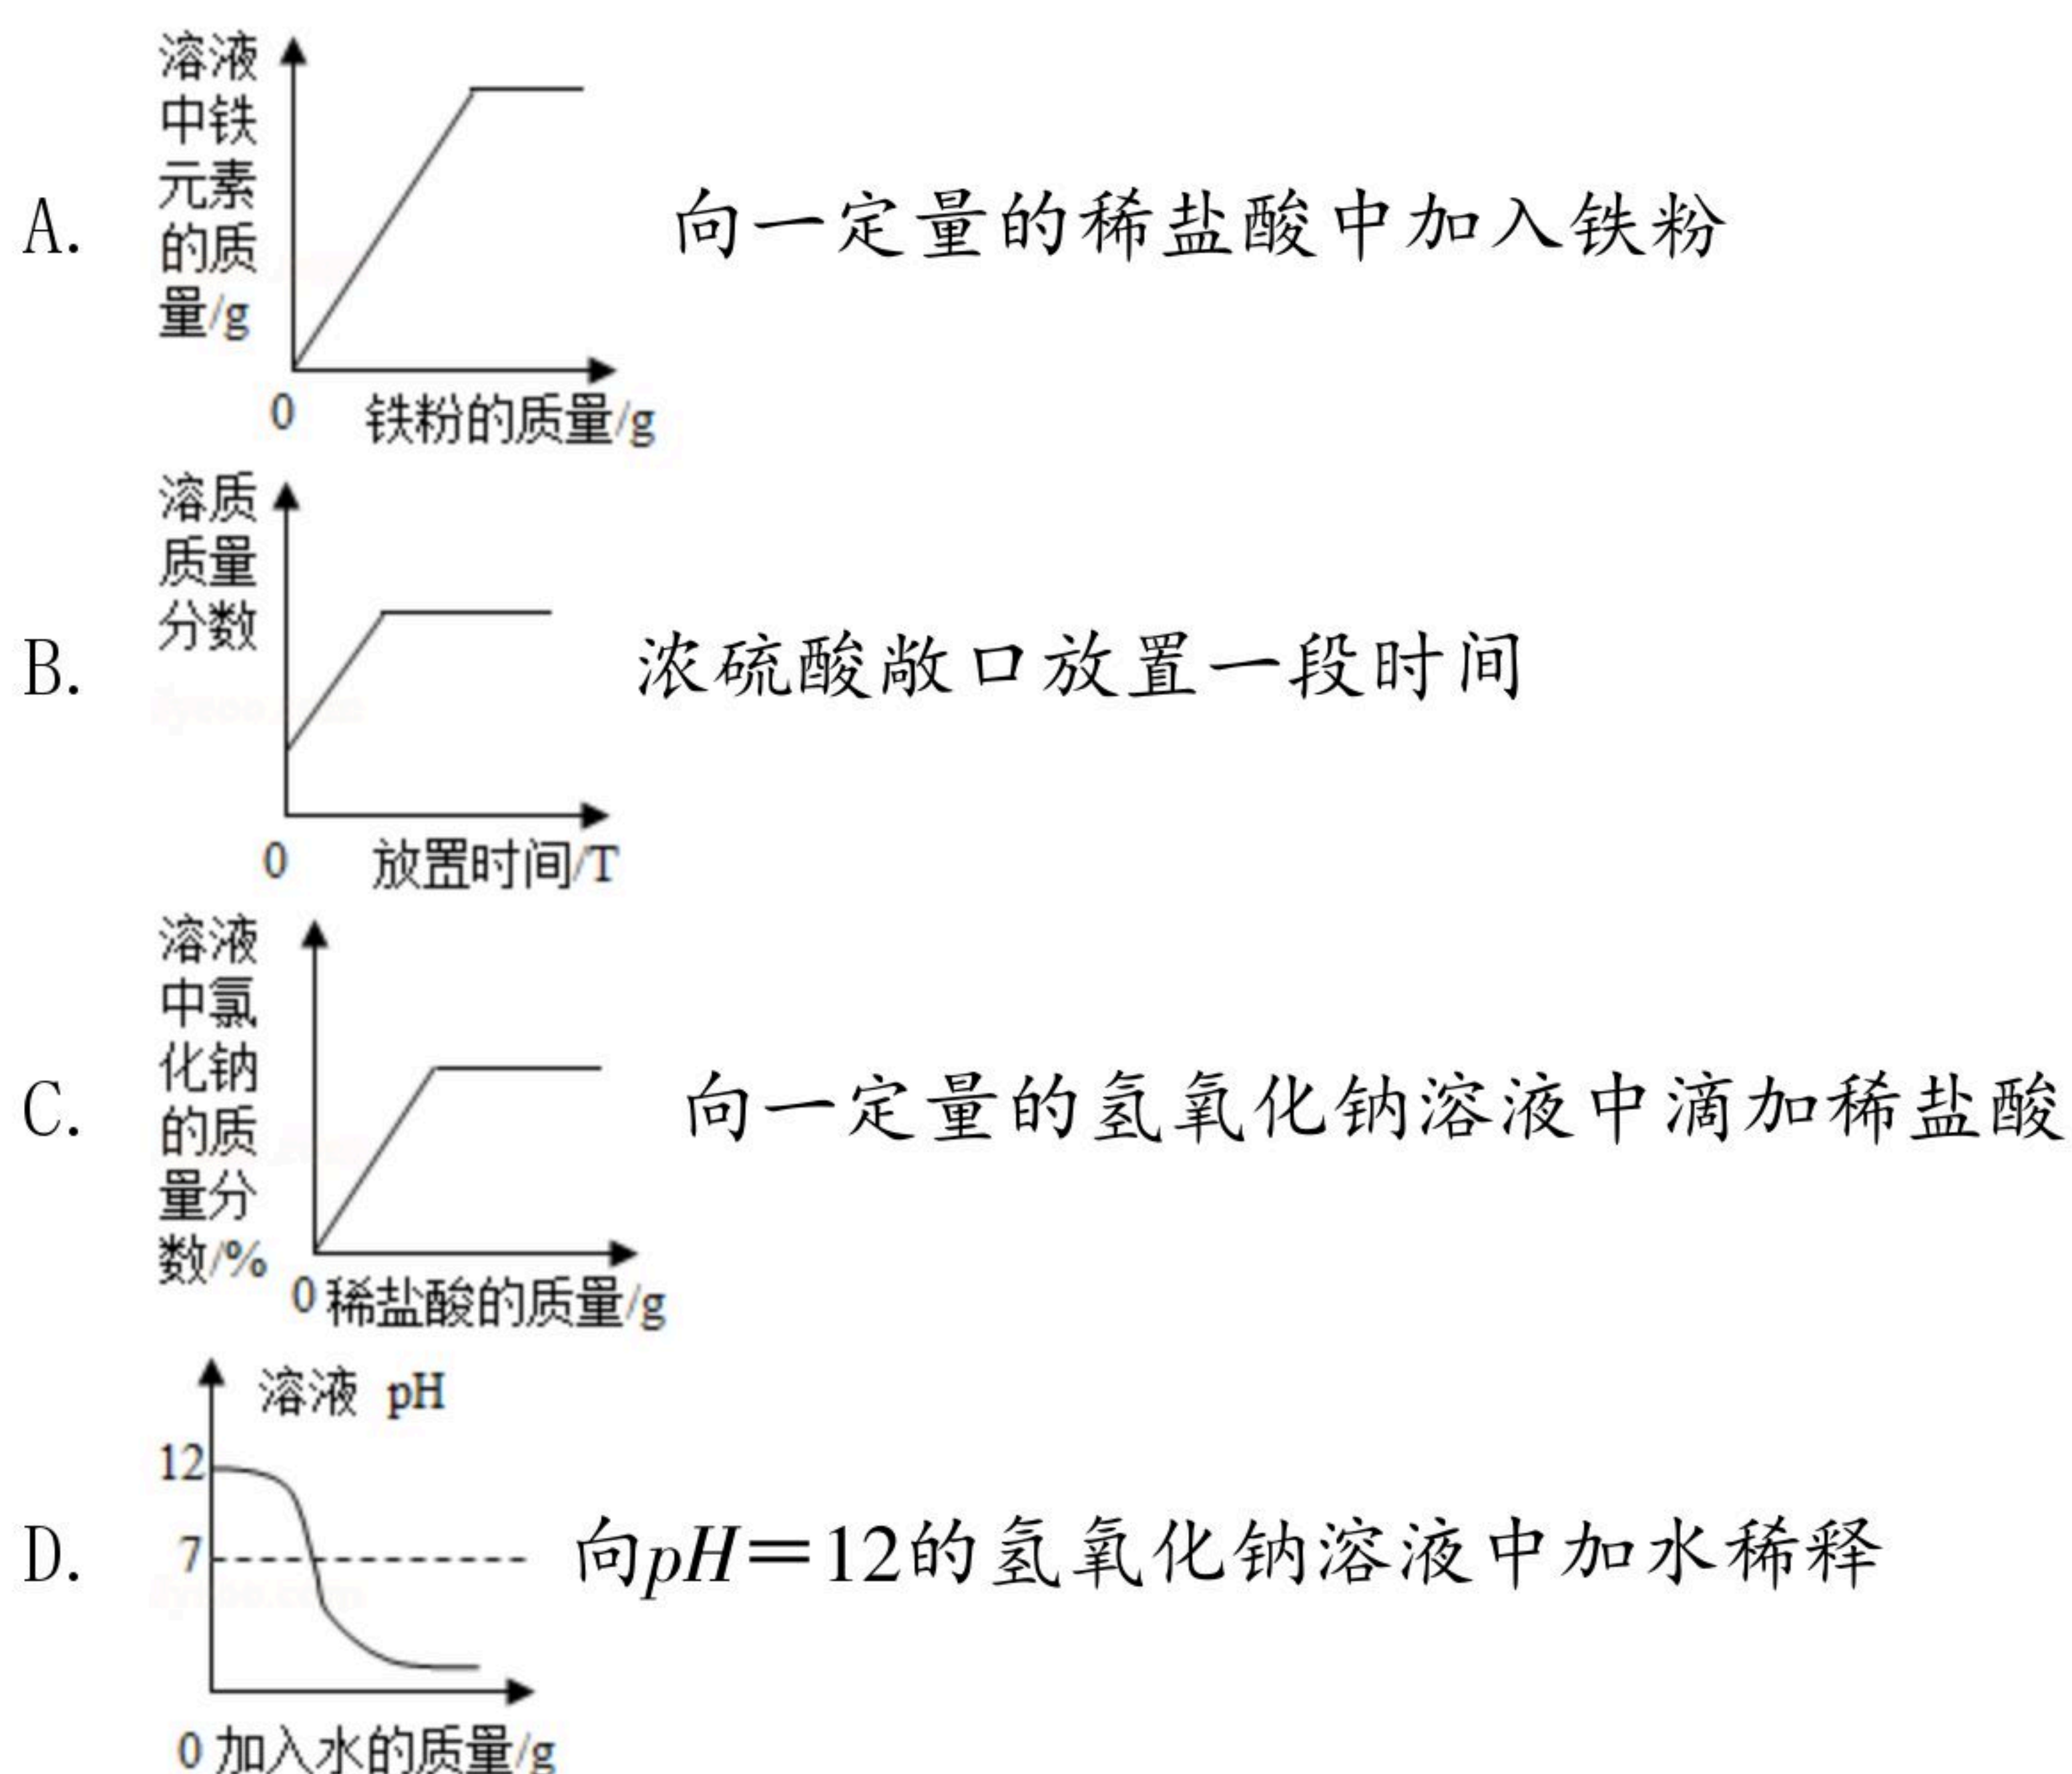 溶液
中铁
元素
的质
量/g
A.
向一定量的稀盐酸中加入铁粉
0 铁粉的质量/g
溶质
质量
分数
B.
浓硫酸敞口放置一段时间
0 放置时间/T
溶液
中氯
化钠
的质
量分
数/%
C.
向一定量的氢氧化钠溶液中滴加稀盐酸
0 稀盐酸的质量/g
溶液 pH
12
7
D.
向pH=12的氢氧化钠溶液中加水稀释
0 加入水的质量/g